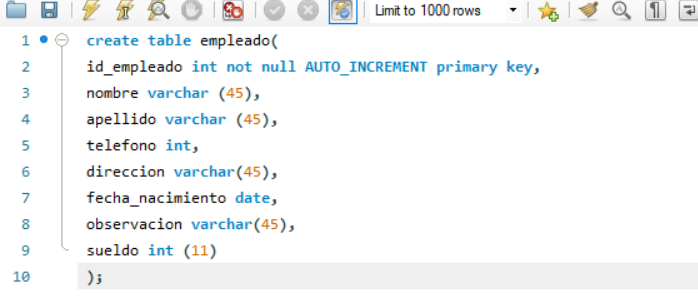 Limit to 1000 rows
1 create table empleado(
2 id_empleado int not null AUTO_INCREMENT primary key,
3 nombre varchar (45),
4 apellido varchar (45),
5 telefono int,
6 direccion varchar(45),
7 fecha_nacimiento date,
8 observacion varchar(45),
9 sueldo int (11)
10 );